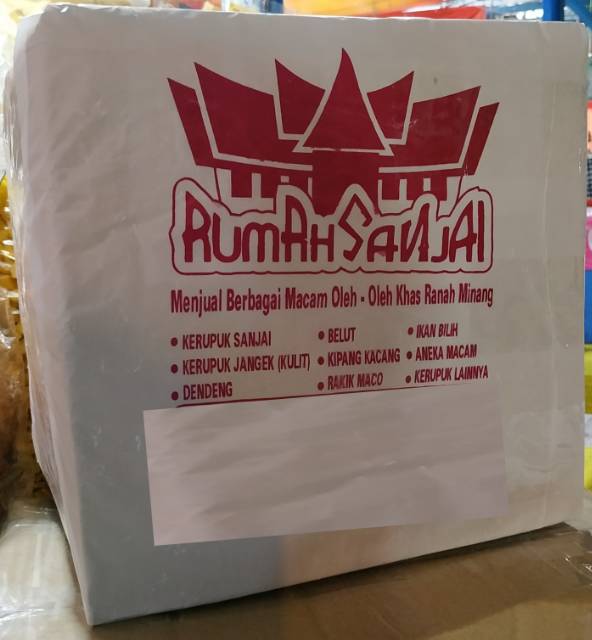 RUMAH SANJAI
Menjual Berbagai Macam Oleh - Oleh Khas Ranah Minang
• KERUPUK SANJAI
• KERUPUK JANGEK (KULIT)
• DENDENG
• BELUT
• KIPANG KACANG
• RAKIK MACO
• IKAN BILIH
• ANEKA MACAM
• KERUPUK LAINNYA